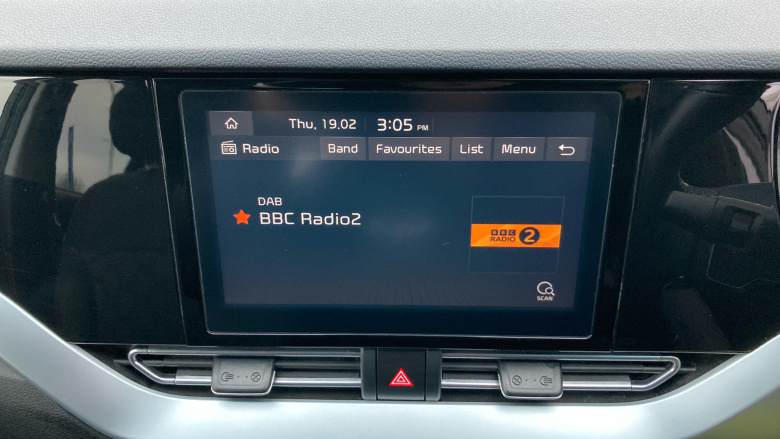 Thu, 19.02 3:05 PM
Radio Band Favourites List Menu
DAB
BBC Radio2
BBC
RADIO 2
SCAN